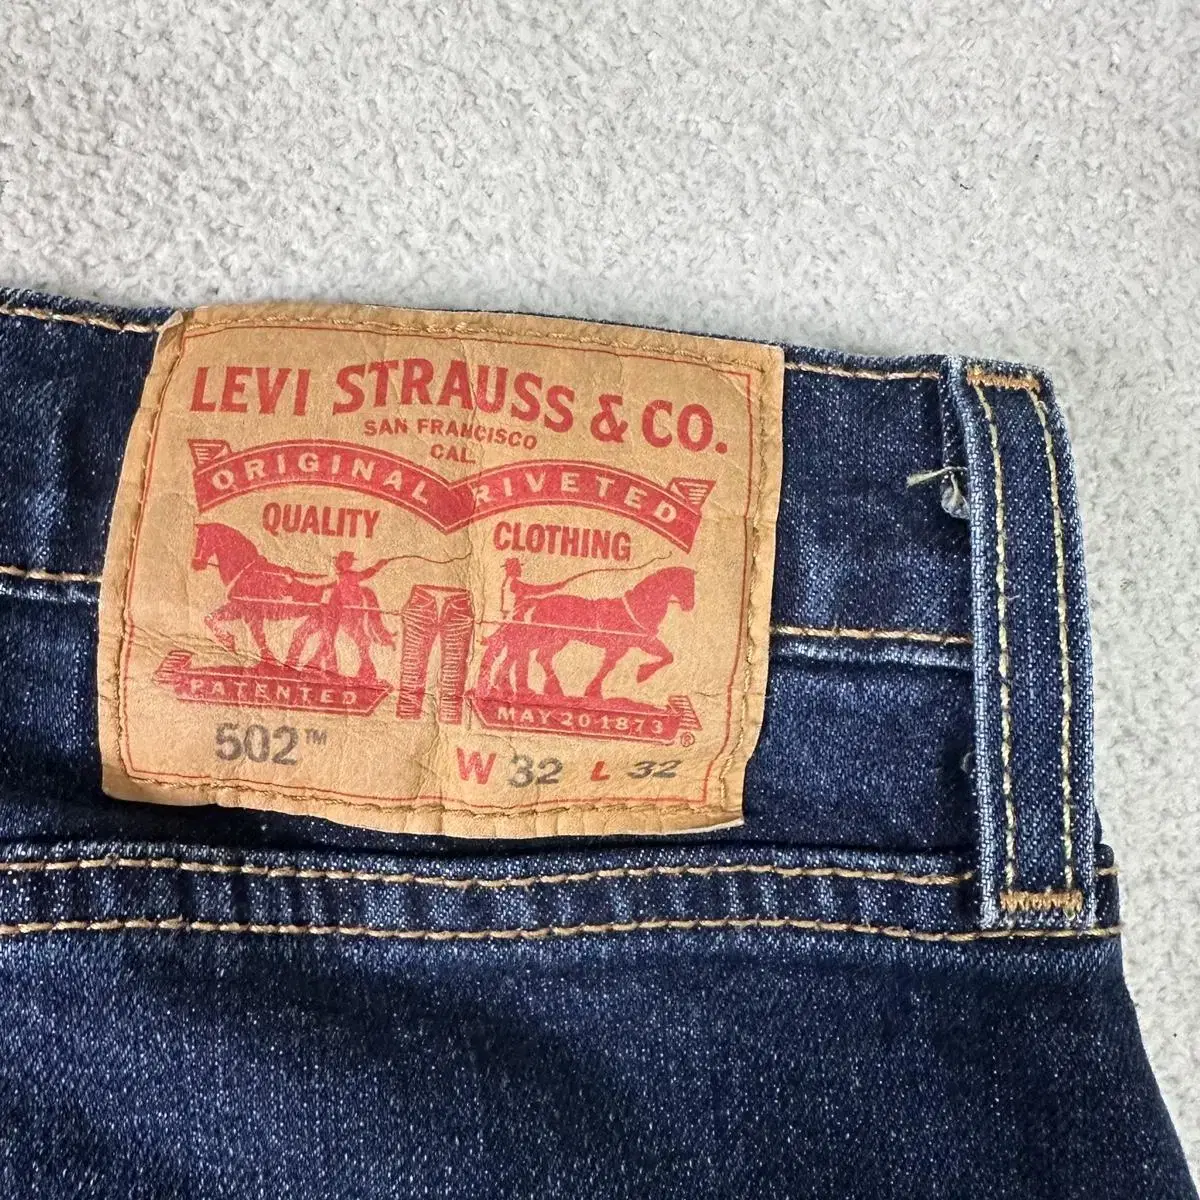 LEVI STRAUSS & CO.
SAN FRANCISCO
CAL.
ORIGINAL RIVETED
QUALITY CLOTHING
PATENTED MAY 20 1873 ®
502™ W 32 L 32